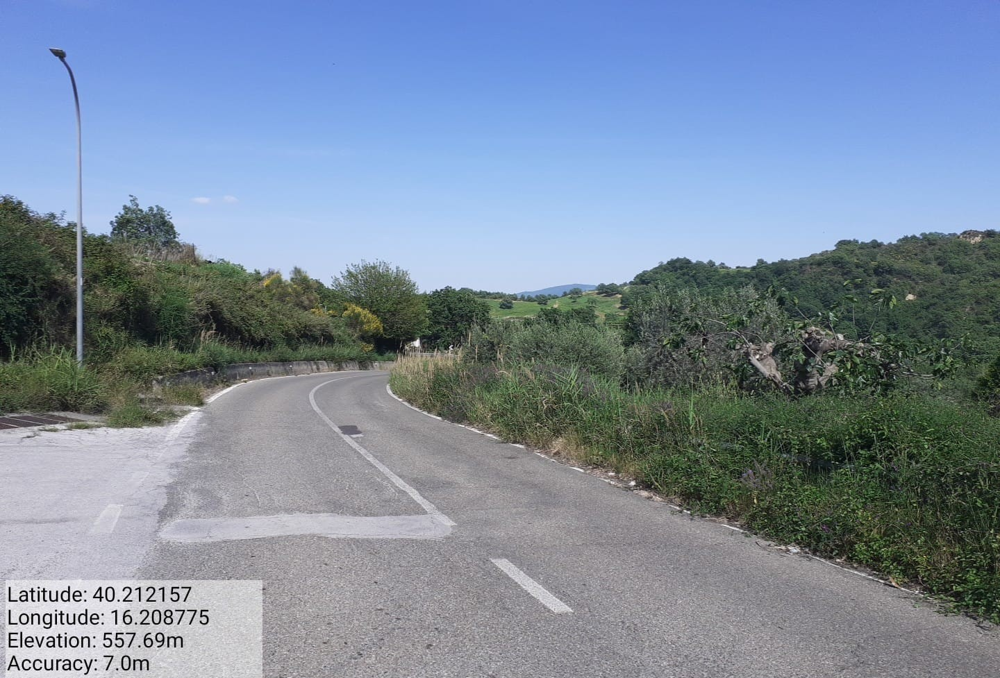 Latitude: 40.212157
Longitude: 16.208775
Elevation: 557.69m
Accuracy: 7.0m